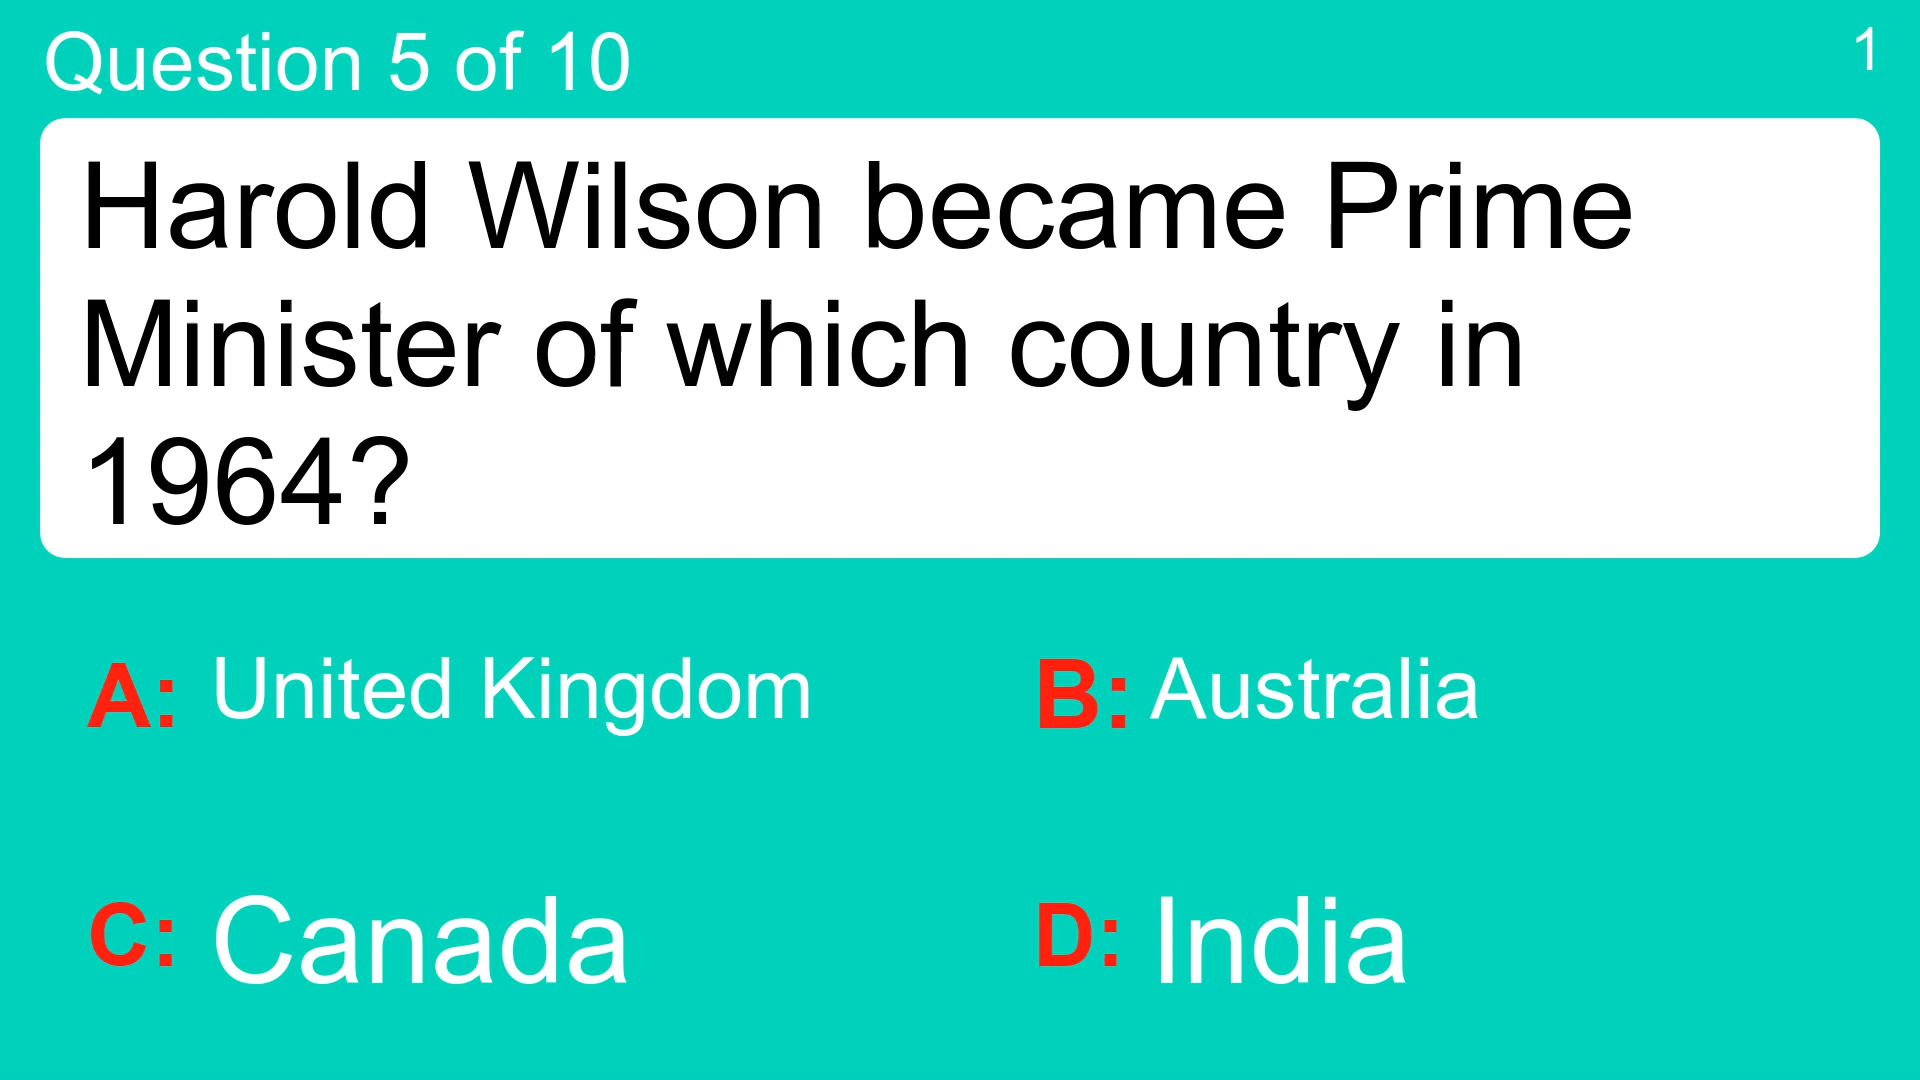 Question 5 of 10
1
Harold Wilson became Prime
Minister of which country in
1964?
A: United Kingdom
B: Australia
C: Canada
D: India